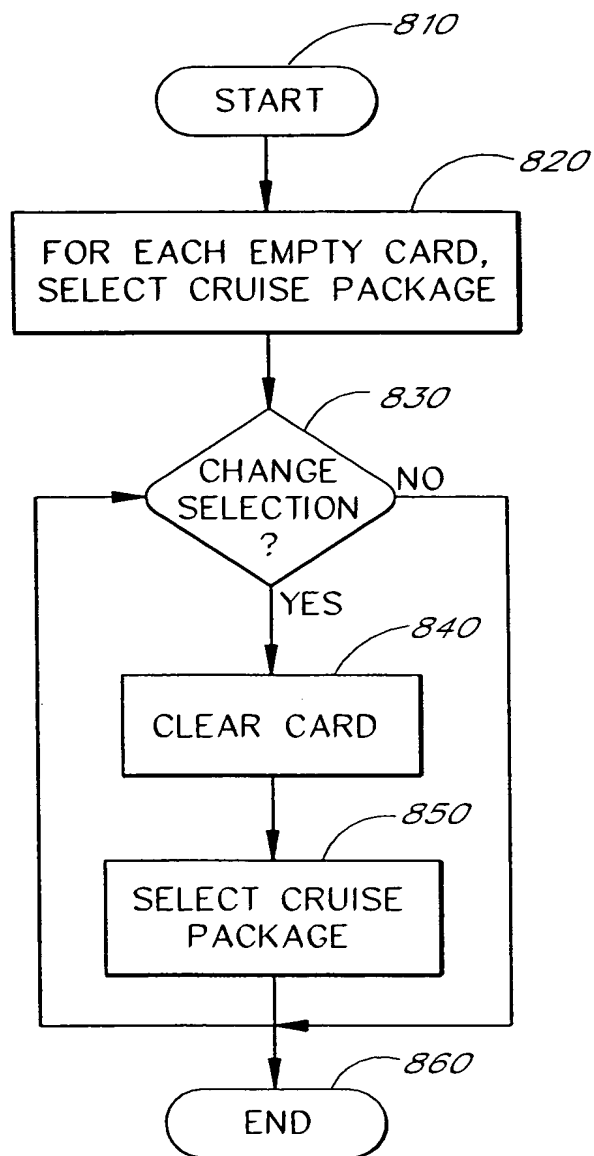 810
START
820
FOR EACH EMPTY CARD,
SELECT CRUISE PACKAGE
830
CHANGE
SELECTION
?
NO
YES
840
CLEAR CARD
850
SELECT CRUISE
PACKAGE
860
END